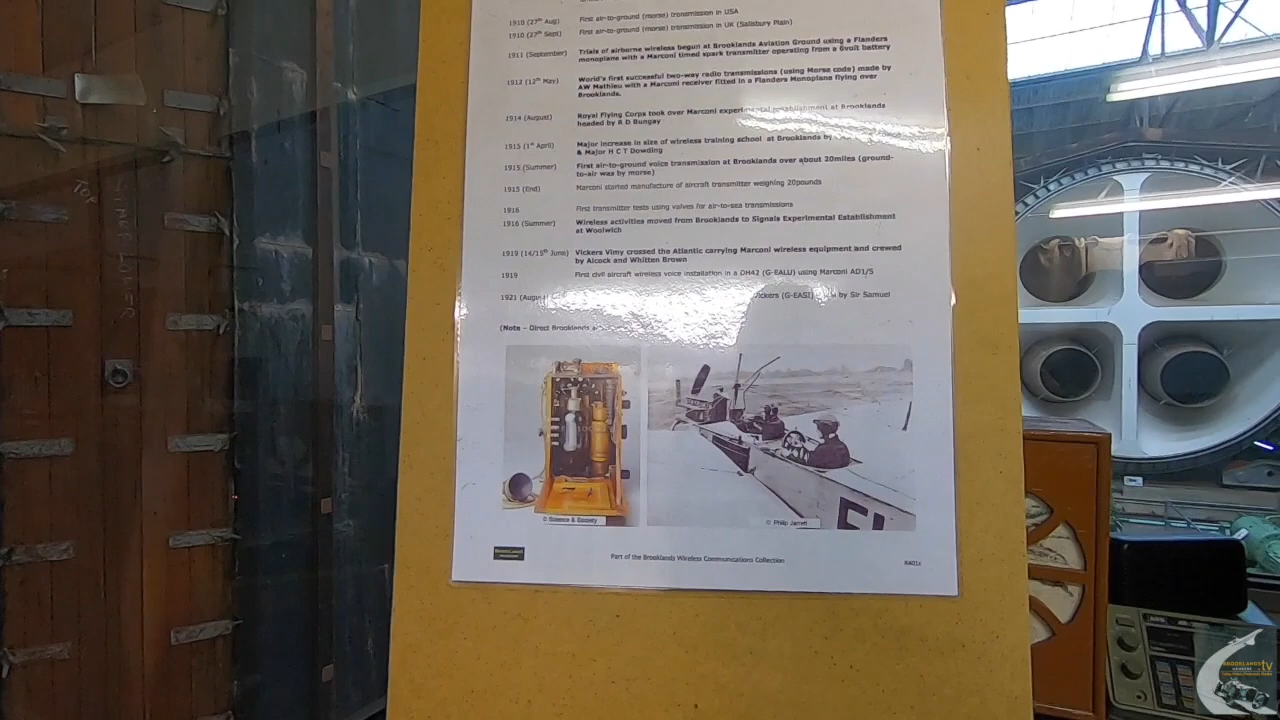 1910 (27th Aug) First air-to-ground (morse) transmission in USA
1910 (27th Sept) First air-to-ground (morse) transmission in UK (Salisbury Plain)
1911 (September) Trials of airborne wireless begun at Brooklands Aviation Ground using a Flanders
monoplane with a Marconi timed spark transmitter operating from a 6volt battery
1912 (12th May) World's first successful two-way radio transmissions (using Morse code) made by
AW Mathieu with a Marconi receiver fitted in a Flanders Monoplane flying over
Brooklands.
1914 (August) Royal Flying Corps took over Marconi experimental establishment at Brooklands
headed by R D Bungay
1915 (1st April) Major increase in size of wireless training school at Brooklands by
& Major H C T Dowding
1915 (Summer) First air-to-ground voice transmission at Brooklands over about 20miles (ground-
to-air was by morse)
1915 (End) Marconi started manufacture of aircraft transmitter weighing 20pounds
1916 First transmitter tests using valves for air-to-sea transmissions
1916 (Summer) Wireless activities moved from Brooklands to Signals Experimental Establishment
at Woolwich
1919 (14/15th June) Vickers Vimy crossed the Atlantic carrying Marconi wireless equipment and crewed
by Alcock and Whitten Brown
1919 First civil aircraft wireless voice installation in a DH42 (G-EALU) using Marconi AD1/S
1921 Vickers (G-EASI) by Sir Samuel
(Note – Direct Brooklands
© Science & Society
© Philip Jarrett
FL
Part of the Brooklands Wireless Communications Collection
TOP
BROOKLANDS
MEMBERS
.tv